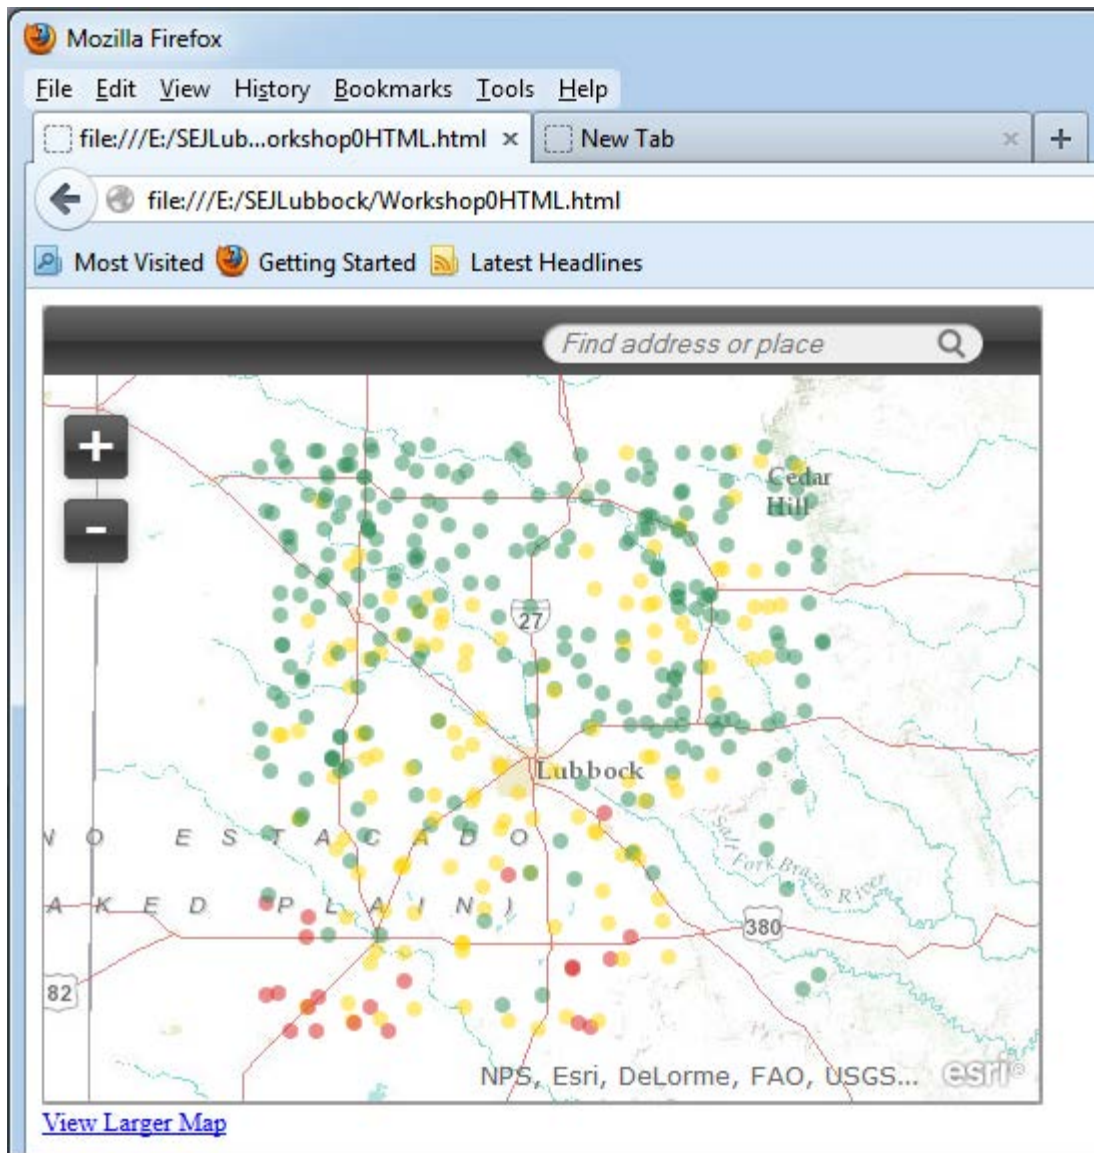 Mozilla Firefox
File Edit View History Bookmarks Tools Help
file:///E:/SEJLub...orkshop0HTML.html × New Tab × +
file:///E:/SEJLubbock/Workshop0HTML.html
Most Visited Getting Started Latest Headlines
Find address or place
+
-
Cedar
Hill
27
Lubbock
N O E S T A C A D O
A K E D P L A I N )
Salt Fork Brazos River
380
82
NPS, Esri, DeLorme, FAO, USGS... esri®
View Larger Map